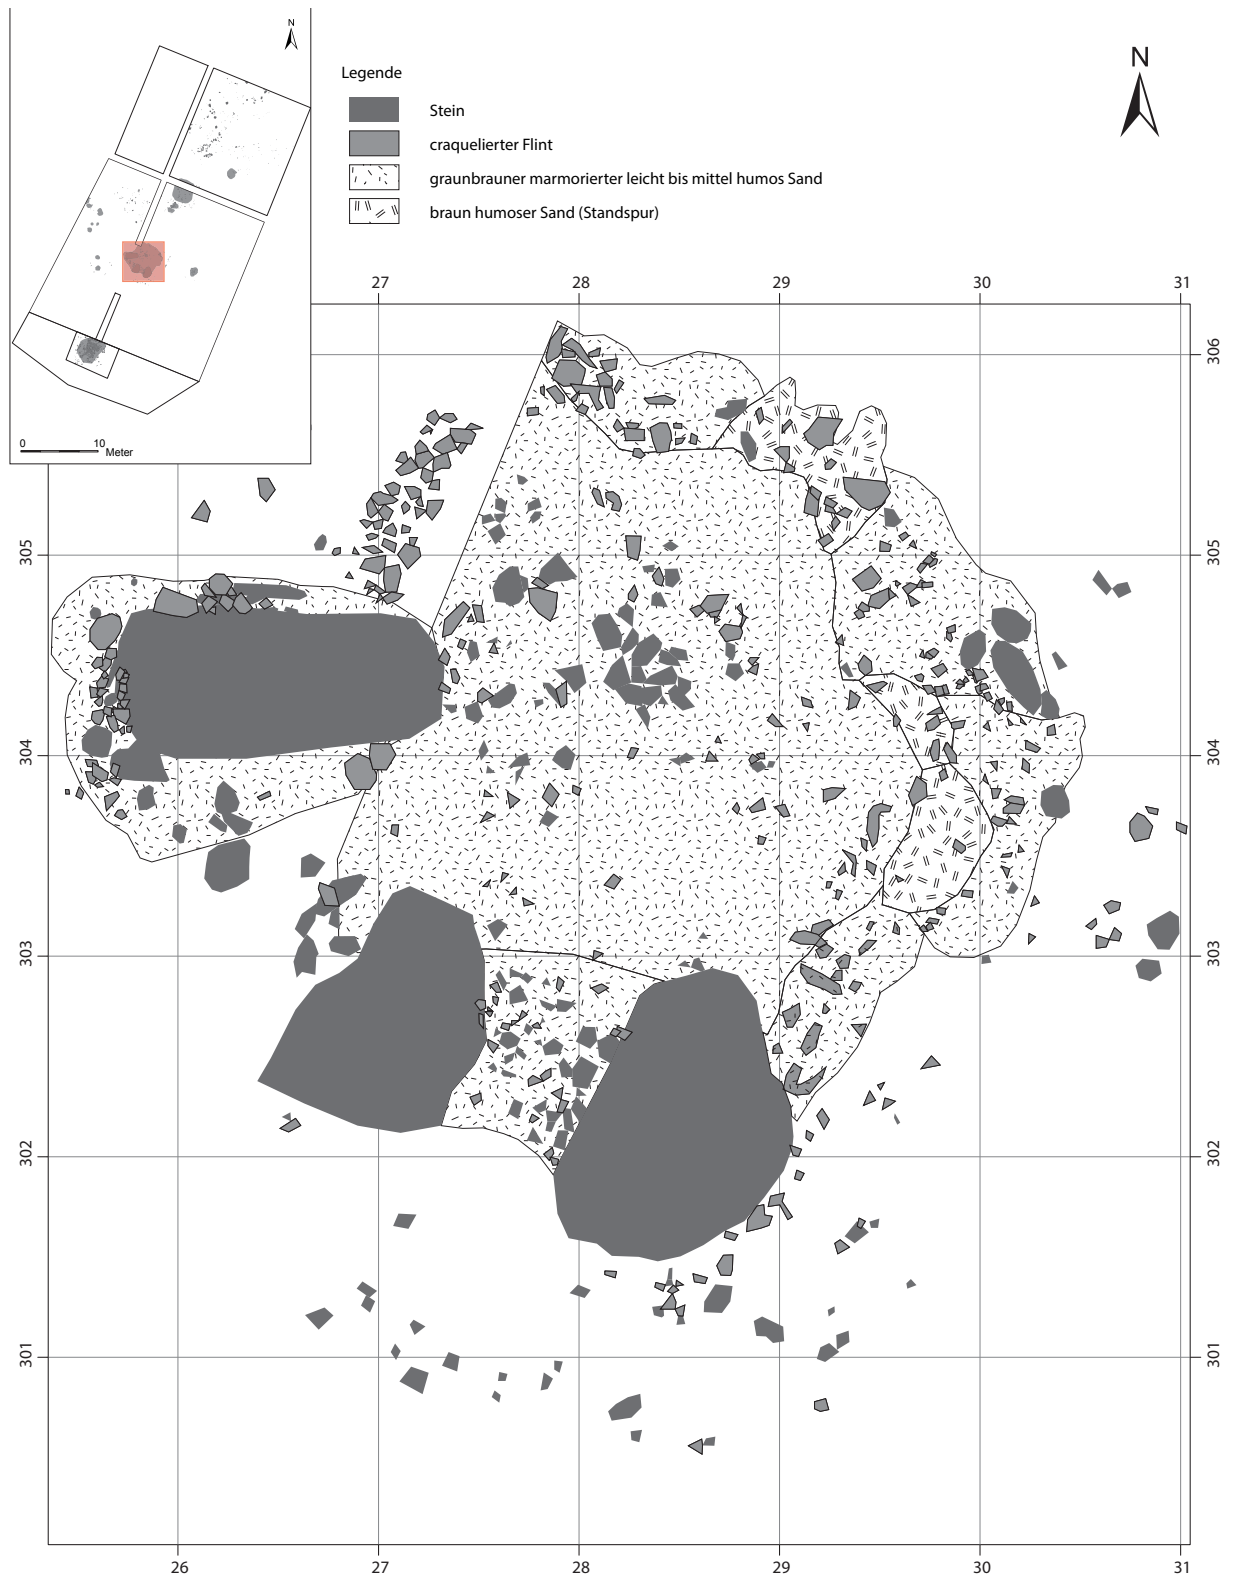 N
0 10
Meter
Legende
Stein
craquelierter Flint
graunbrauner marmorierter leicht bis mittel humos Sand
braun humoser Sand (Standspur)
N
27 28 29 30 31
306 306
305 305
304 304
303 303
302 302
301 301
26 27 28 29 30 31